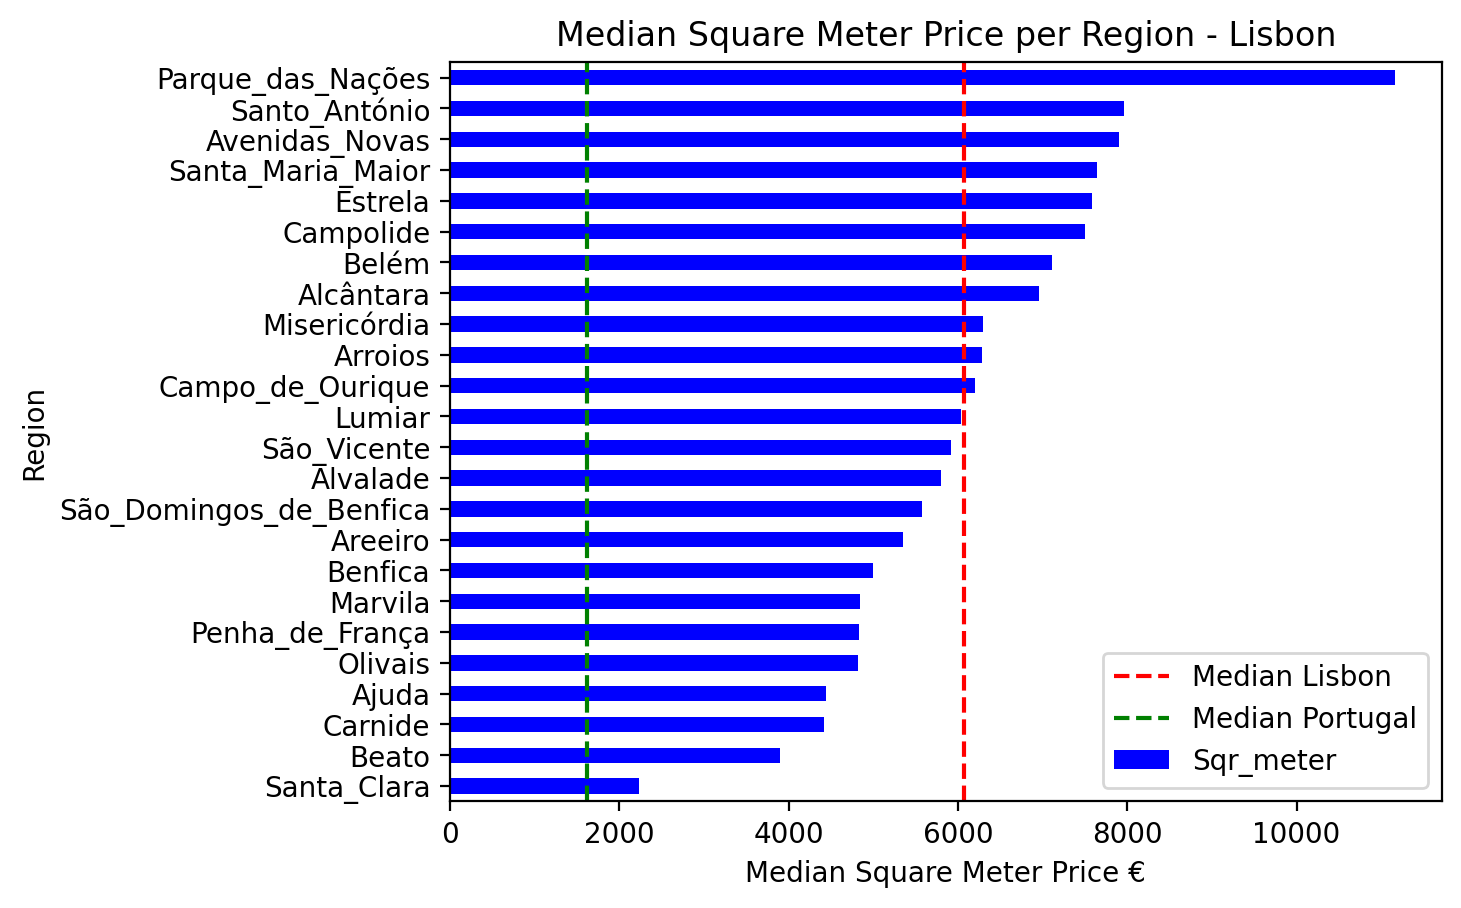 Median Square Meter Price per Region - Lisbon
Parque_das_Nações
Santo_António
Avenidas_Novas
Santa_Maria_Maior
Estrela
Campolide
Belém
Alcântara
Misericórdia
Arroios
Campo_de_Ourique
Lumiar
São_Vicente
Alvalade
São_Domingos_de_Benfica
Areeiro
Benfica
Marvila
Penha_de_França
Olivais
Ajuda
Carnide
Beato
Santa_Clara
Region
Median Lisbon
Median Portugal
Sqr_meter
0 2000 4000 6000 8000 10000
Median Square Meter Price €